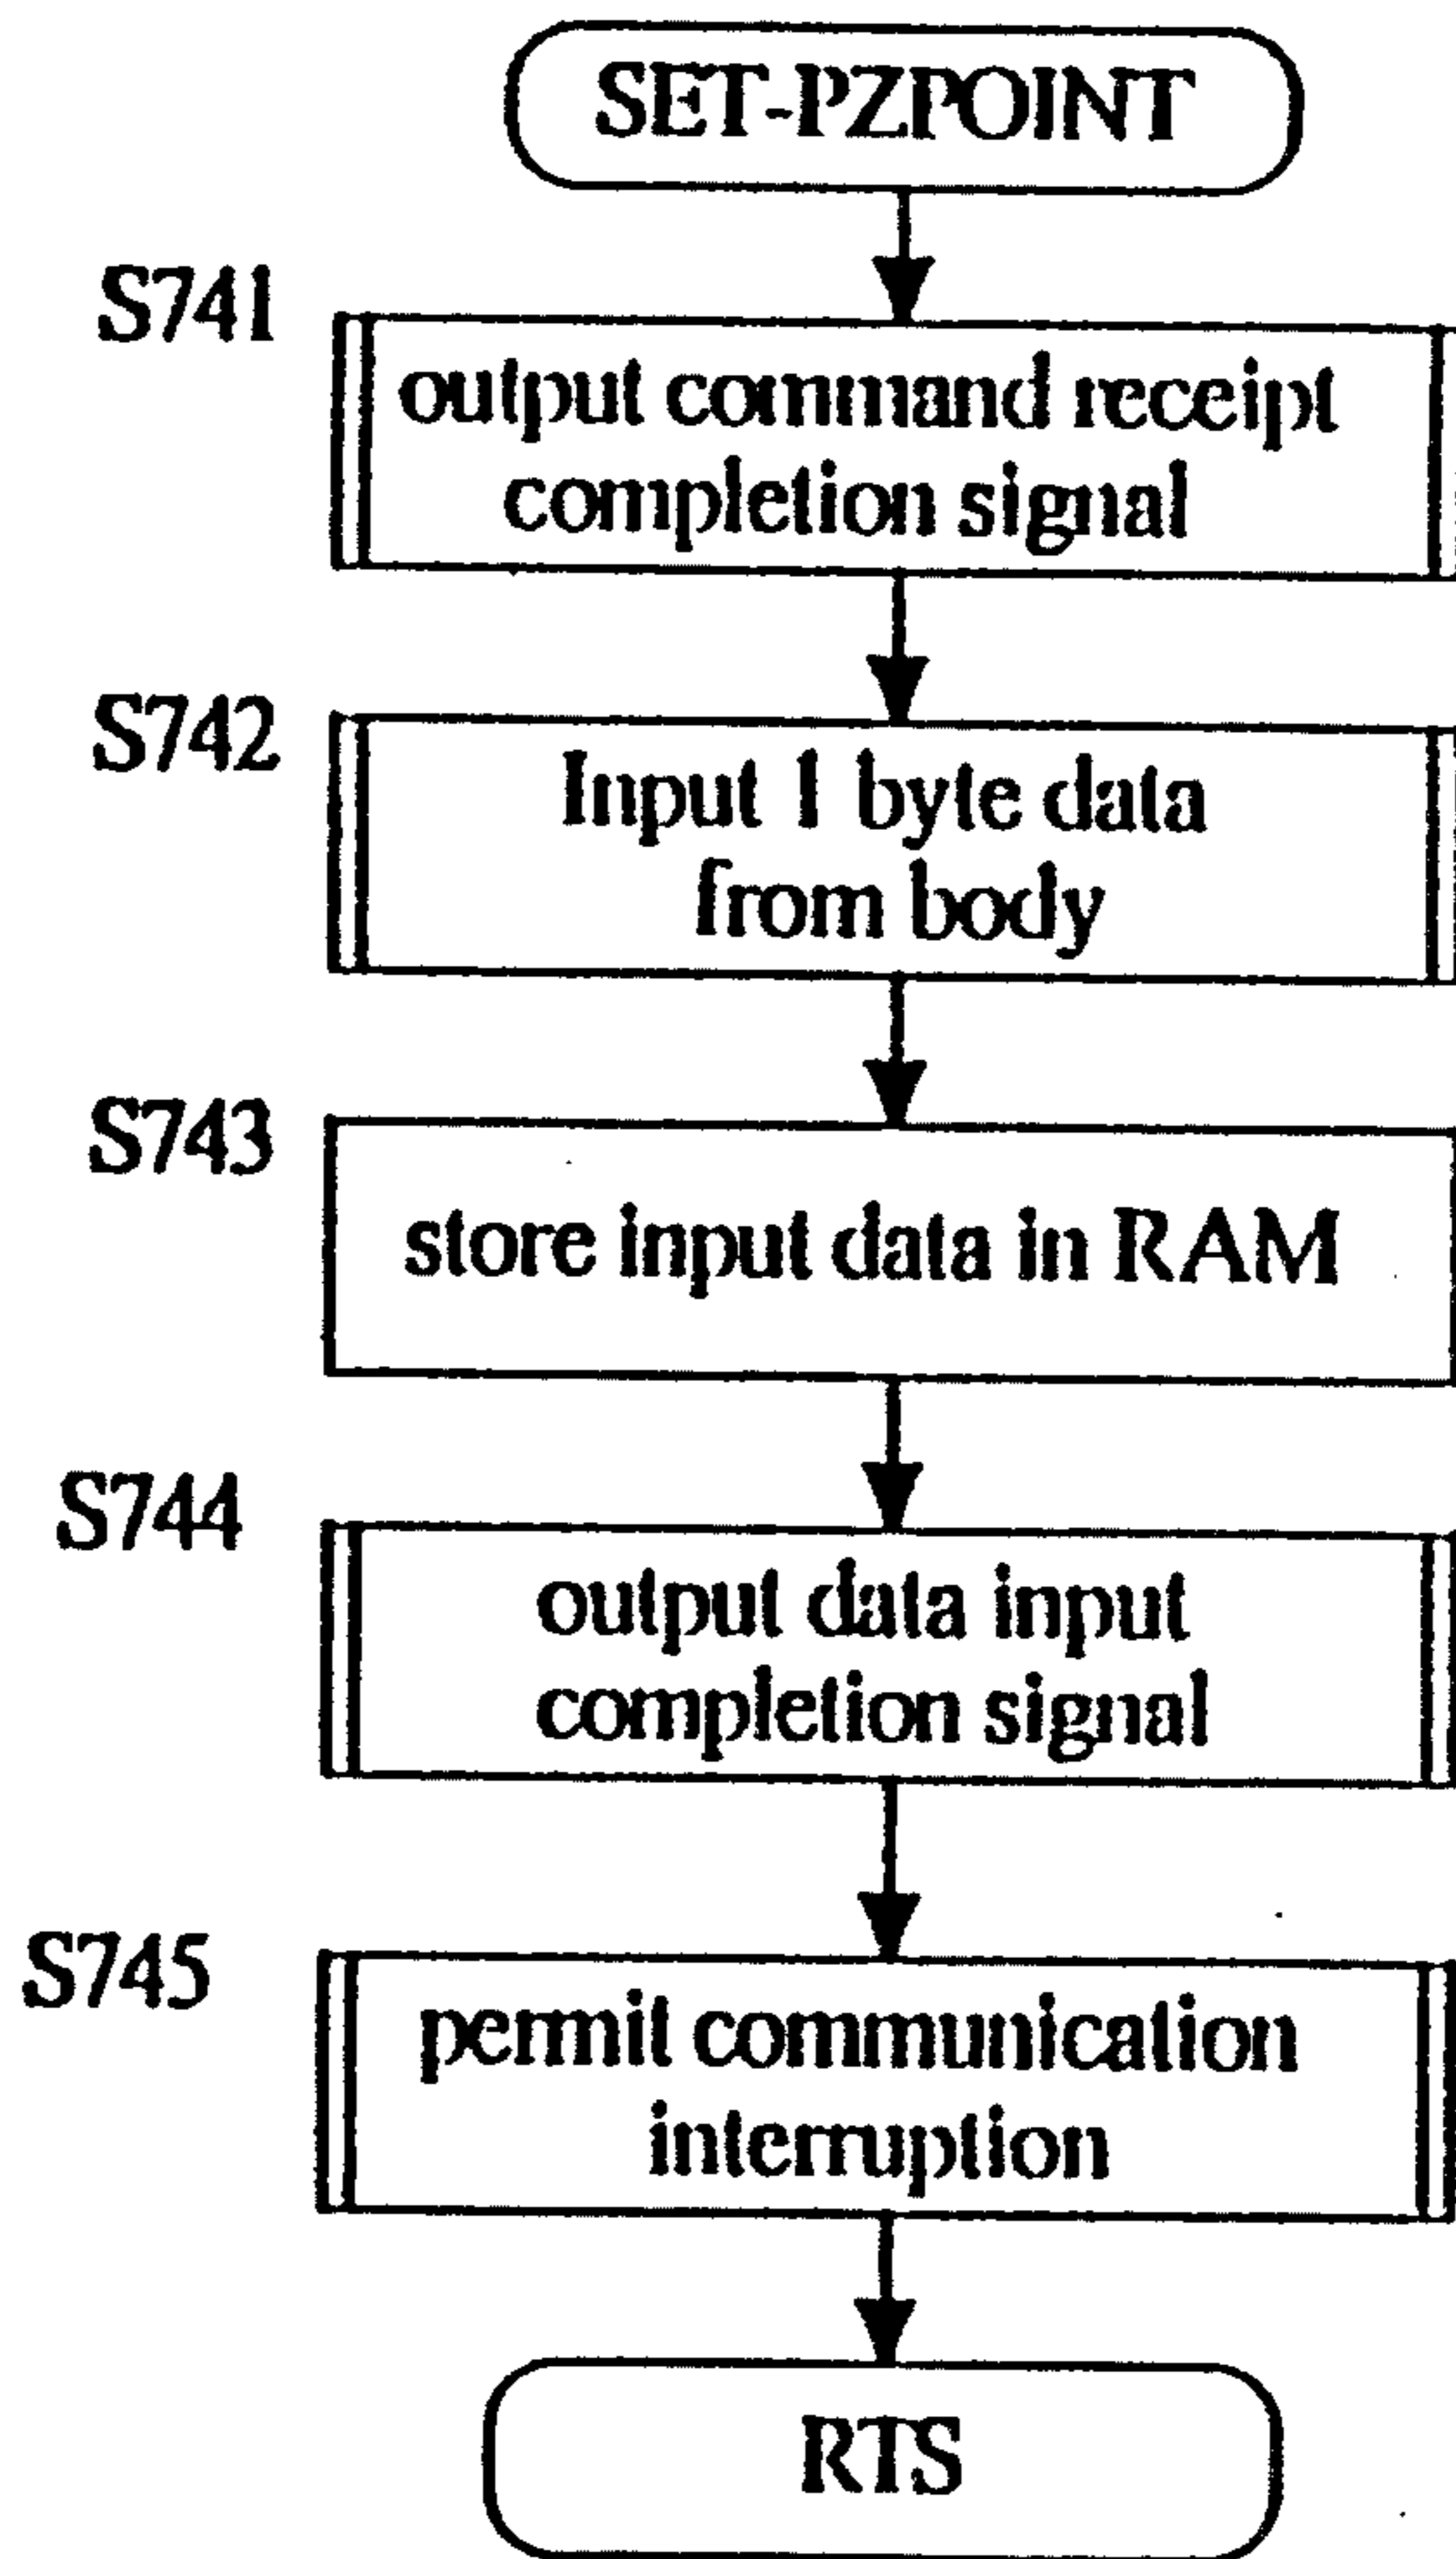 SET-PZPOINT
S741
output command receipt
completion signal
S742
Input 1 byte data
from body
S743
store input data in RAM
S744
output data input
completion signal
S745
permit communication
interruption
RTS